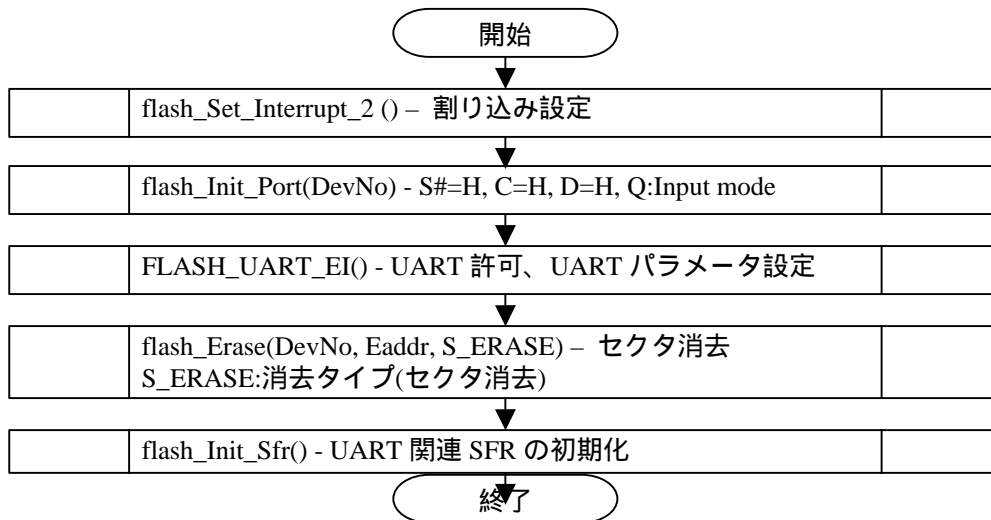 開始
flash_Set_Interrupt_2 () – 割り込み設定
flash_Init_Port(DevNo) - S#=H, C=H, D=H, Q:Input mode
FLASH_UART_EI() - UART 許可、UART パラメータ設定
flash_Erase(DevNo, Eaddr, S_ERASE) – セクタ消去
S_ERASE:消去タイプ(セクタ消去)
flash_Init_Sfr() - UART 関連 SFR の初期化
終了